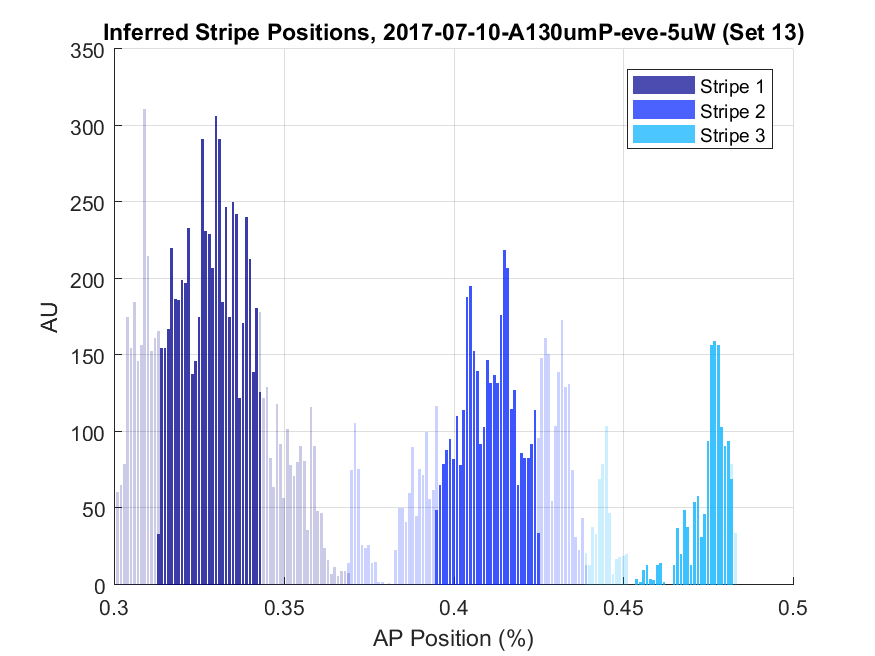 Inferred Stripe Positions, 2017-07-10-A130umP-eve-5uW (Set 13)
350
300
250
200
150
100
50
0
AU
Stripe 1
Stripe 2
Stripe 3
0.3
0.35
0.4
0.45
0.5
AP Position (%)